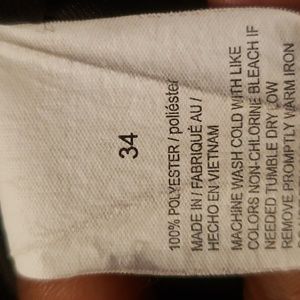 34
100% POLYESTER / poliéster
MADE IN / FABRIQUÉ AU /
HECHO EN VIETNAM
MACHINE WASH COLD WITH LIKE
COLORS NON-CHLORINE BLEACH IF
NEEDED TUMBLE DRY LOW
REMOVE PROMPTLY WARM IRON